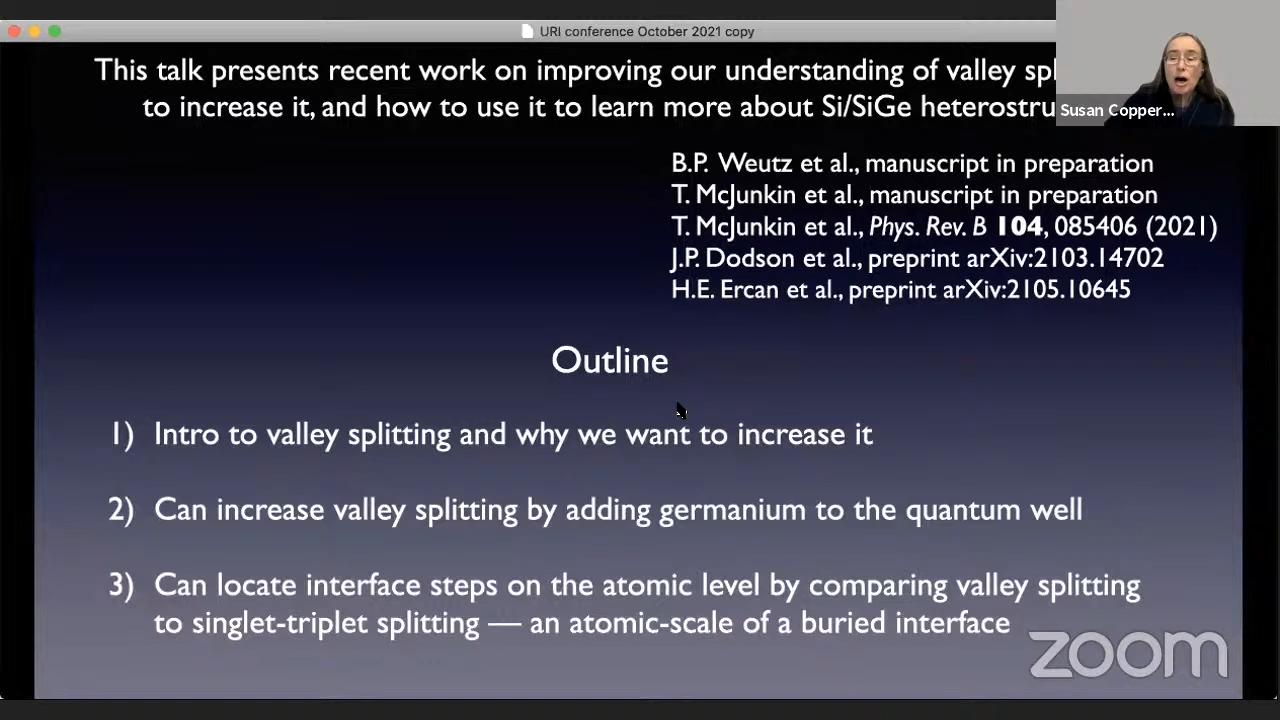 URI conference October 2021 copy
This talk presents recent work on improving our understanding of valley
to increase it, and how to use it to learn more about Si/SiGe
Susan Copper...
B.P. Weutz et al., manuscript in preparation
T. McJunkin et al., manuscript in preparation
T. McJunkin et al., Phys. Rev. B 104, 085406 (2021)
J.P. Dodson et al., preprint arXiv:2103.14702
H.E. Ercan et al., preprint arXiv:2105.10645
Outline
1) Intro to valley splitting and why we want to increase it
2) Can increase valley splitting by adding germanium to the quantum well
3) Can locate interface steps on the atomic level by comparing valley splitting
to singlet-triplet splitting — an atomic-scale of a buried interface
zoom